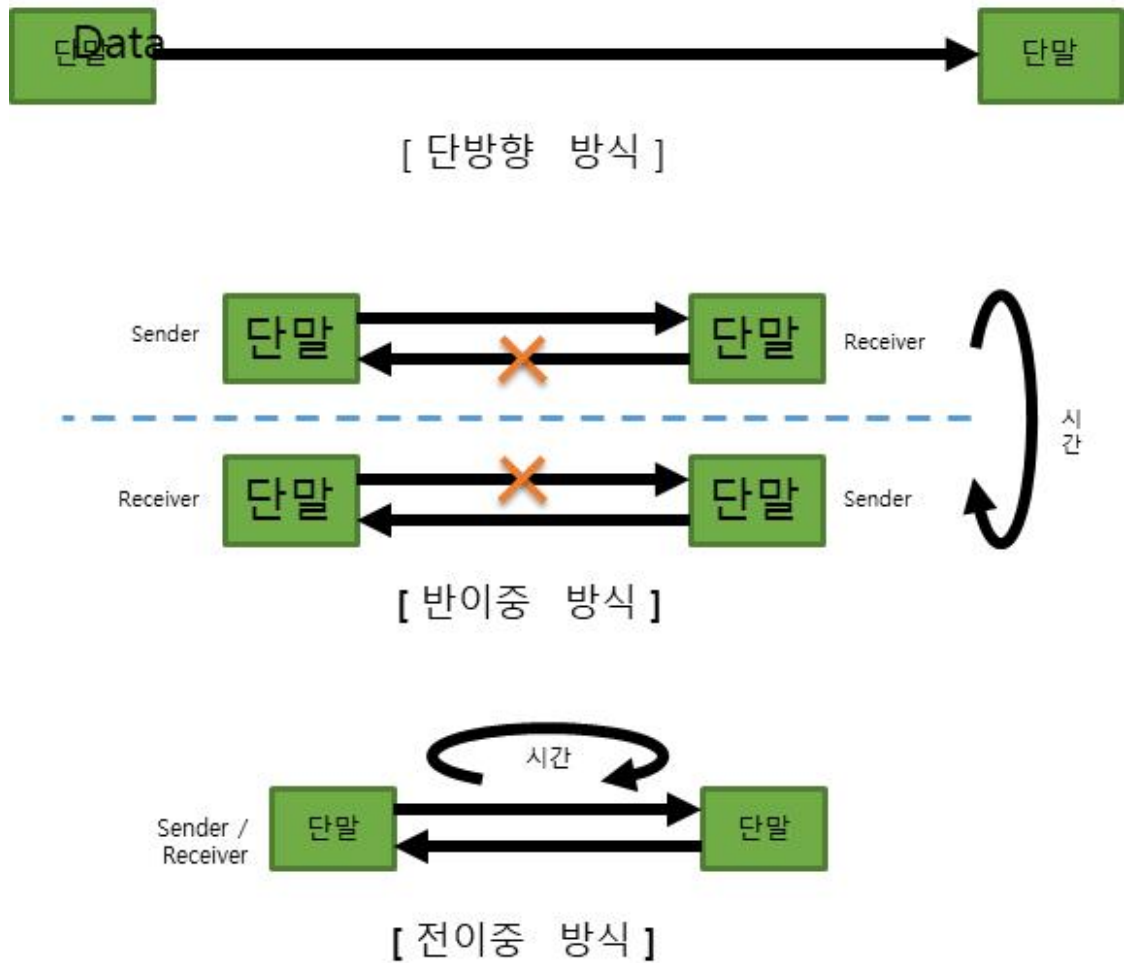 단말
Data
단말
[ 단방향 방식 ]
Sender
단말
단말
Receiver
시
간
Receiver
단말
단말
Sender
[ 반이중 방식 ]
시간
Sender /
Receiver
단말
단말
[ 전이중 방식 ]